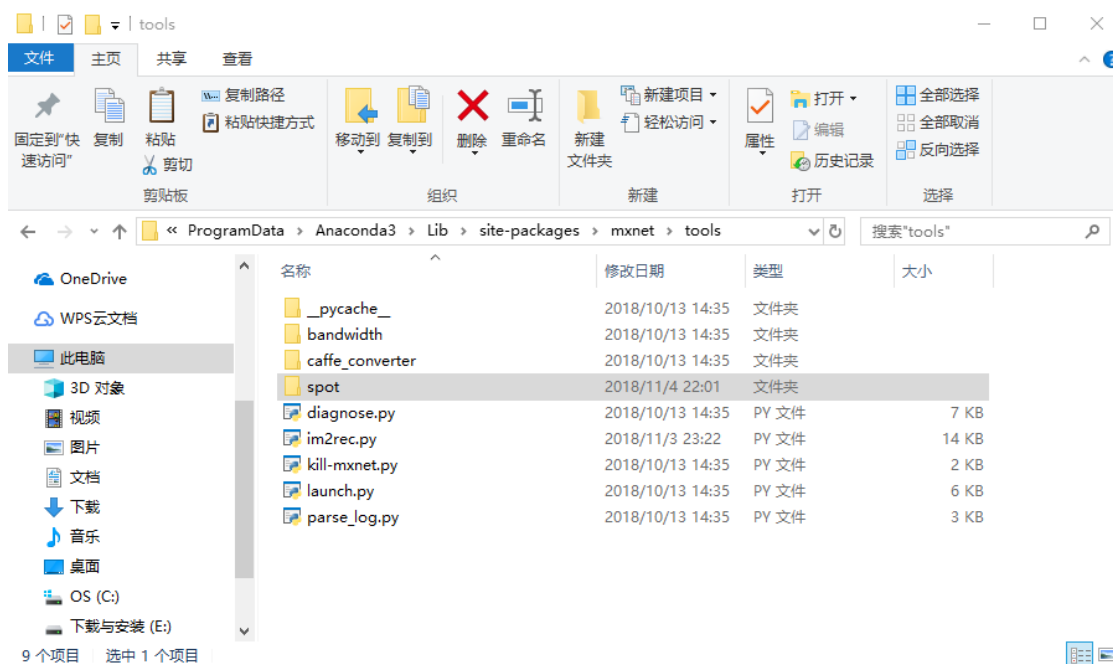 tools
文件 主页 共享 查看
固定到"快速访问" 复制 粘贴 复制路径 粘贴快捷方式 剪切 移动到 复制到 删除 重命名 新建文件夹 新建项目 轻松访问 属性 打开 编辑 历史记录 全部选择 全部取消 反向选择
剪贴板 组织 新建 打开 选择
« ProgramData › Anaconda3 › Lib › site-packages › mxnet › tools 搜索"tools"
名称 修改日期 类型 大小
OneDrive
WPS云文档
此电脑
3D 对象
视频
图片
文档
下载
音乐
桌面
OS (C:)
下载与安装 (E:)
__pycache__ 2018/10/13 14:35 文件夹
bandwidth 2018/10/13 14:35 文件夹
caffe_converter 2018/10/13 14:35 文件夹
spot 2018/11/4 22:01 文件夹
diagnose.py 2018/10/13 14:35 PY 文件 7 KB
im2rec.py 2018/11/3 23:22 PY 文件 14 KB
kill-mxnet.py 2018/10/13 14:35 PY 文件 2 KB
launch.py 2018/10/13 14:35 PY 文件 6 KB
parse_log.py 2018/10/13 14:35 PY 文件 3 KB
9 个项目 选中 1 个项目